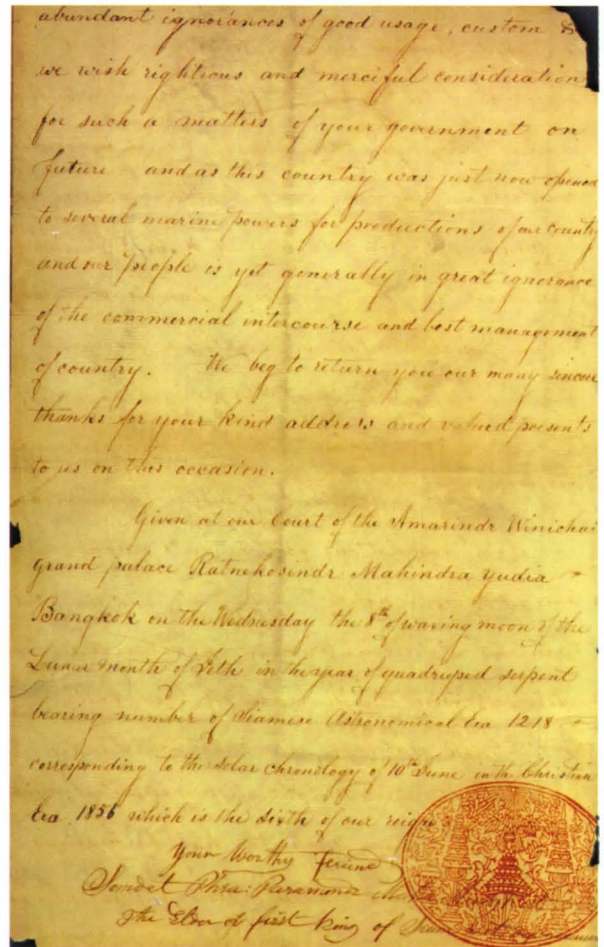 abundant ignorances of good usage, custom &
we wish rightious and merciful consideration
for such a matters of your government on
future and as this country was just now opened
to several marine powers for productions of our country
and our people is yet generally in great ignorance
of the commercial intercourse and best management
of country. We beg to return you our many sincere
thanks for your kind address and valued presents
to us on this occasion.
Given at our Court of the Amarindr Winichai
grand palace Ratnekosindr Mahindra Yudia
Bangkok on the Wednesday the 8th of waxing moon of the
Lunar month of Jeth in the year of quadruped serpent
bearing number of Siamese Astronomical Era 1218
corresponding to the solar chronology of 10th June in the Christian
Era 1856 which is the sixth of our reign
Your Worthy
Somdet Phra
The Elder or first King of